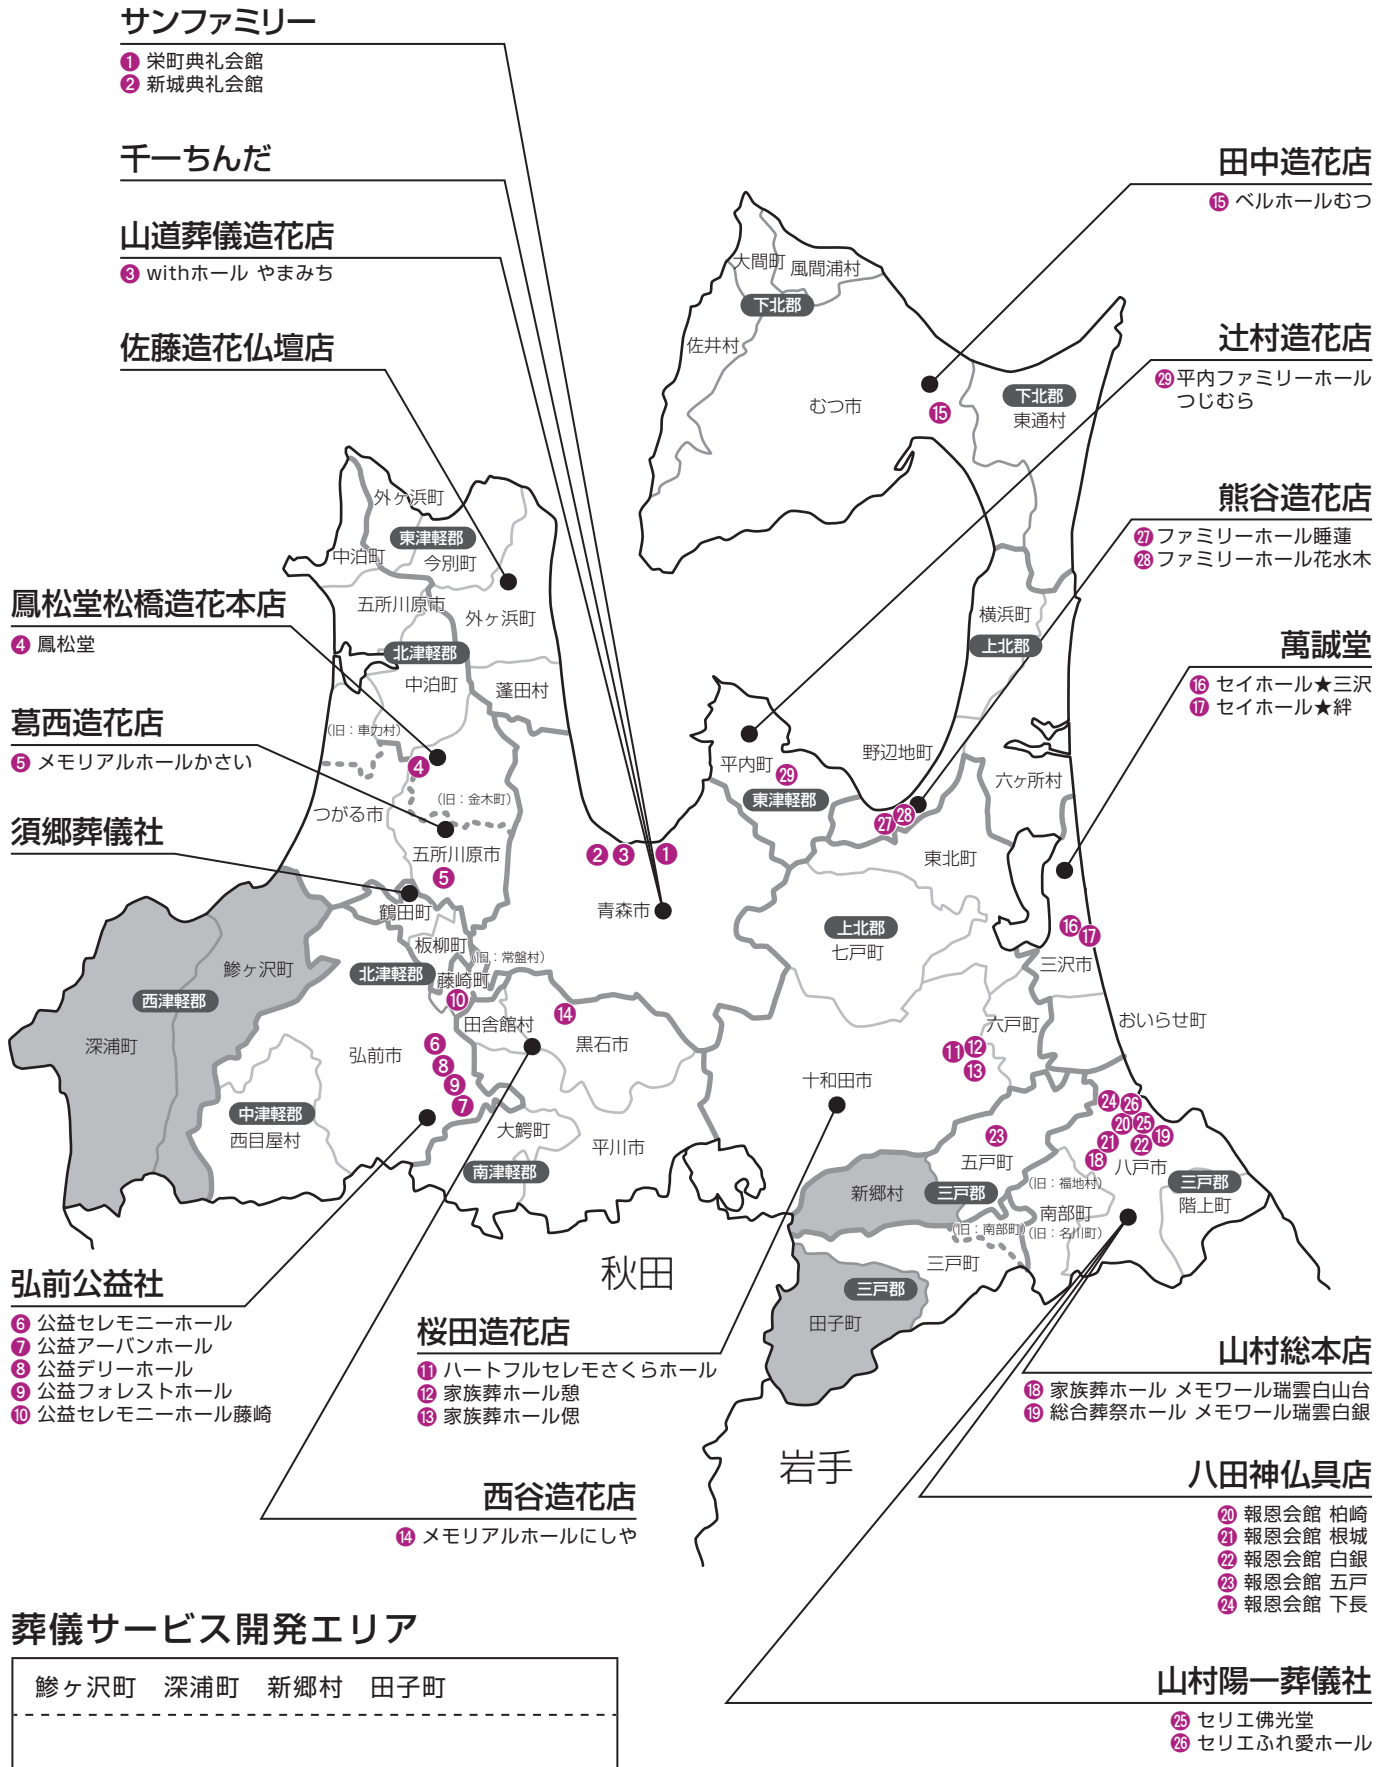 サンファミリー
❶ 栄町典礼会館
❷ 新城典礼会館
千一ちんだ
山道葬儀造花店
❸ withホール やまみち
佐藤造花仏壇店
鳳松堂松橋造花本店
❹ 鳳松堂
葛西造花店
❺ メモリアルホールかさい
須郷葬儀社
田中造花店
⓯ ベルホールむつ
辻村造花店
㉙ 平内ファミリーホール
つじむら
熊谷造花店
㉗ ファミリーホール睡蓮
㉘ ファミリーホール花水木
萬誠堂
⓰ セイホール★三沢
⓱ セイホール★絆
大間町
風間浦村
下北郡
佐井村
むつ市
⓯
下北郡
東通村
外ヶ浜町
東津軽郡
中泊町
今別町
五所川原市
外ヶ浜町
北津軽郡
中泊町
蓬田村
横浜町
上北郡
(旧:車力村)
❹
(旧:金木町)
つがる市
五所川原市
❺
平内町
㉙
東津軽郡
野辺地町
㉗
㉘
六ヶ所村
東北町
❷
❸
❶
青森市
鶴田町
板柳町
(旧:常盤村)
北津軽郡
藤崎町
❿
鰺ヶ沢町
西津軽郡
深浦町
上北郡
七戸町
⓰
⓱
三沢市
田舎館村
⓮
黒石市
弘前市
❻
❽
❾
❼
中津軽郡
西目屋村
大鰐町
平川市
南津軽郡
六戸町
おいらせ町
⓫
⓬
⓭
十和田市
㉓
五戸町
㉔
㉖
⓴
㉕
㉑
㉒
⓳
⓲
八戸市
新郷村
三戸郡
(旧:福地村)
三戸郡
階上町
南部町
(旧:南部町)
(旧:名川町)
三戸町
三戸郡
田子町
秋田
岩手
弘前公益社
❻ 公益セレモニーホール
❼ 公益アーバンホール
❽ 公益デリーホール
❾ 公益フォレストホール
❿ 公益セレモニーホール藤崎
桜田造花店
⓫ ハートフルセレモさくらホール
⓬ 家族葬ホール憩
⓭ 家族葬ホール偲
西谷造花店
⓮ メモリアルホールにしや
山村総本店
⓲ 家族葬ホール メモワール瑞雲白山台
⓳ 総合葬祭ホール メモワール瑞雲白銀
八田神仏具店
⓴ 報恩会館 柏崎
㉑ 報恩会館 根城
㉒ 報恩会館 白銀
㉓ 報恩会館 五戸
㉔ 報恩会館 下長
山村陽一葬儀社
㉕ セリエ佛光堂
㉖ セリエふれ愛ホール
葬儀サービス開発エリア
鰺ヶ沢町 深浦町 新郷村 田子町